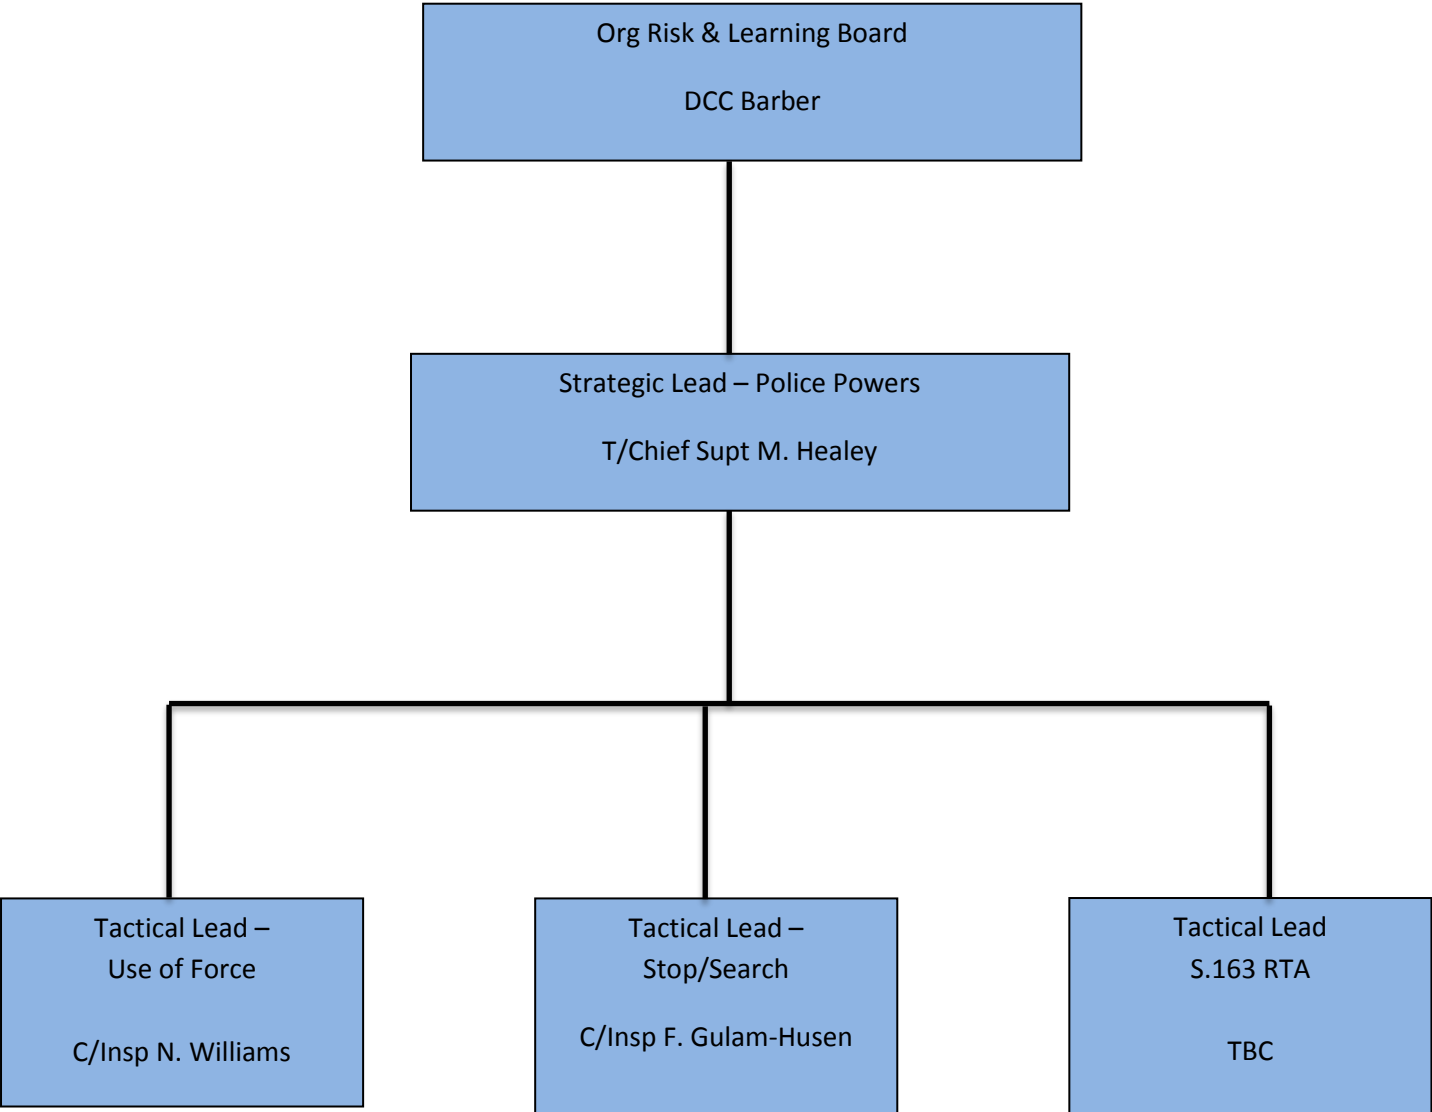 Org Risk & Learning Board
DCC Barber
Strategic Lead – Police Powers
T/Chief Supt M. Healey
Tactical Lead –
Use of Force
C/Insp N. Williams
Tactical Lead –
Stop/Search
C/Insp F. Gulam-Husen
Tactical Lead
S.163 RTA
TBC